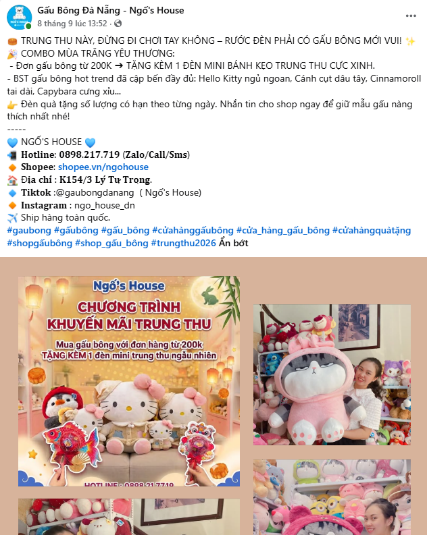 Gấu Bông Đà Nẵng - Ngố's House
8 tháng 9 lúc 13:52 ·
🥮 TRUNG THU NÀY, ĐỪNG ĐI CHƠI TAY KHÔNG – RƯỚC ĐÈN PHẢI CÓ GẤU BÔNG MỚI VUI! ✨
🎉 COMBO MÙA TRĂNG YÊU THƯƠNG:
- Đơn gấu bông từ 200K ➜ TẶNG KÈM 1 ĐÈN MINI BÁNH KẸO TRUNG THU CỰC XINH.
- BST gấu bông hot trend đã cập bến đầy đủ: Hello Kitty ngủ ngoan, Cánh cụt dâu tây, Cinnamoroll
tai dài, Capybara cưng xỉu...
👉 Đèn quà tặng số lượng có hạn theo từng ngày. Nhắn tin cho shop ngay để giữ mẫu gấu nàng
thích nhất nhé!
-----
💙 NGỐ'S HOUSE 💙
📲 Hotline: 0898.217.719 (Zalo/Call/Sms)
🔸 Shopee: shopee.vn/ngohouse
🏠 Địa chỉ : K154/3 Lý Tự Trọng.
🔹 Tiktok :@gaubongdanang ( Ngố's House)
🔸 Instagram : ngo_house_dn
✈️ Ship hàng toàn quốc.
#gaubong #gấubông #gấu_bông #cửahànggấubông #cửa_hàng_gấu_bông #cửahàngquàtặng
#shopgấubông #shop_gấu_bông #trungthu2026 Ẩn bớt
Ngố's House
CHƯƠNG TRÌNH
KHUYẾN MÃI TRUNG THU
Mua gấu bông với đơn hàng từ 200k
TẶNG KÈM 1 đèn mini trung thu ngẫu nhiên
HOTLINE : 0898.217.719